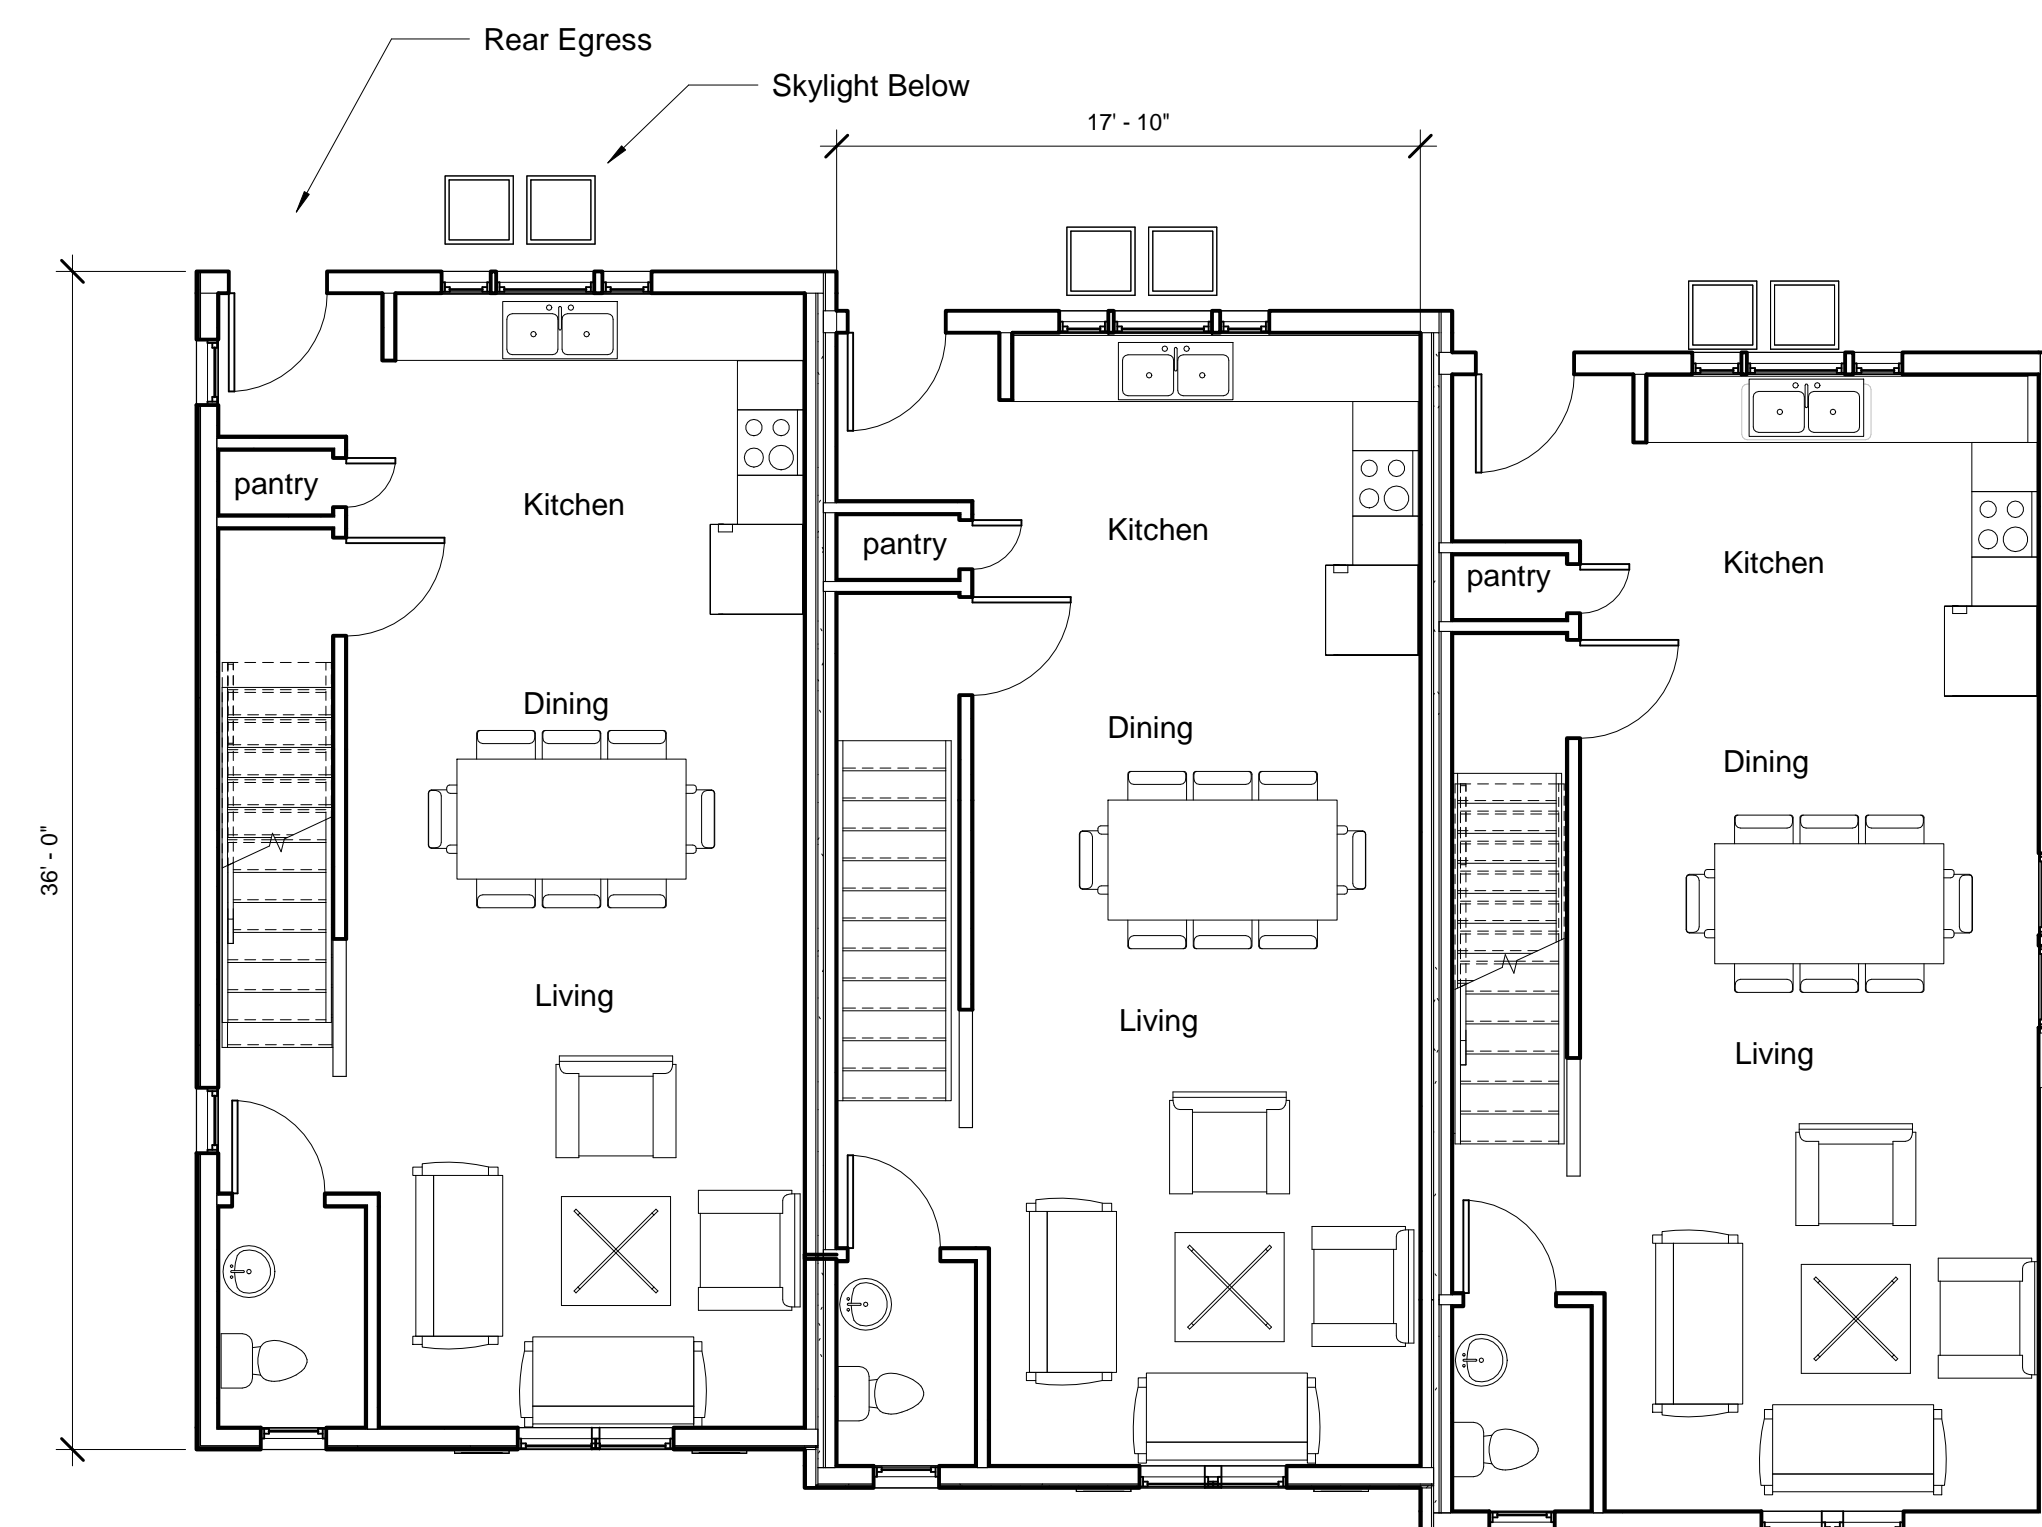 Rear Egress
Skylight Below
17' - 10"
pantry
Kitchen
pantry
Kitchen
pantry
Kitchen
Dining
Dining
Dining
36' - 0"
Living
Living
Living